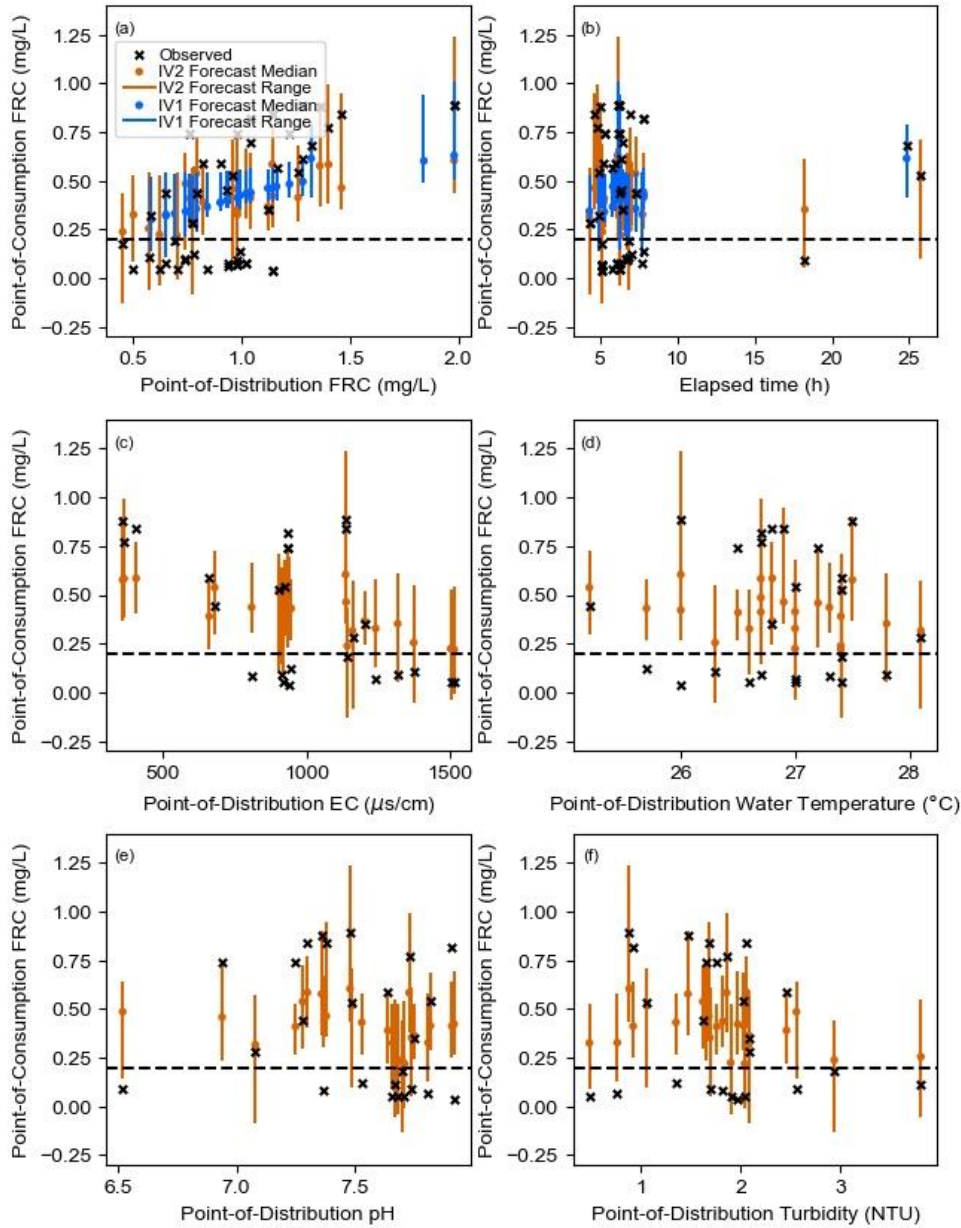 (a)
Observed
IV2 Forecast Median
IV2 Forecast Range
IV1 Forecast Median
IV1 Forecast Range
Point-of-Consumption FRC (mg/L)
1.25
1.00
0.75
0.50
0.25
0.00
−0.25
0.5 1.0 1.5 2.0
Point-of-Distribution FRC (mg/L)
(b)
Point-of-Consumption FRC (mg/L)
1.25
1.00
0.75
0.50
0.25
0.00
−0.25
5 10 15 20 25
Elapsed time (h)
(c)
Point-of-Consumption FRC (mg/L)
1.25
1.00
0.75
0.50
0.25
0.00
−0.25
500 1000 1500
Point-of-Distribution EC (μs/cm)
(d)
Point-of-Consumption FRC (mg/L)
1.25
1.00
0.75
0.50
0.25
0.00
−0.25
26 27 28
Point-of-Distribution Water Temperature (°C)
(e)
Point-of-Consumption FRC (mg/L)
1.25
1.00
0.75
0.50
0.25
0.00
−0.25
6.5 7.0 7.5
Point-of-Distribution pH
(f)
Point-of-Consumption FRC (mg/L)
1.25
1.00
0.75
0.50
0.25
0.00
−0.25
1 2 3
Point-of-Distribution Turbidity (NTU)